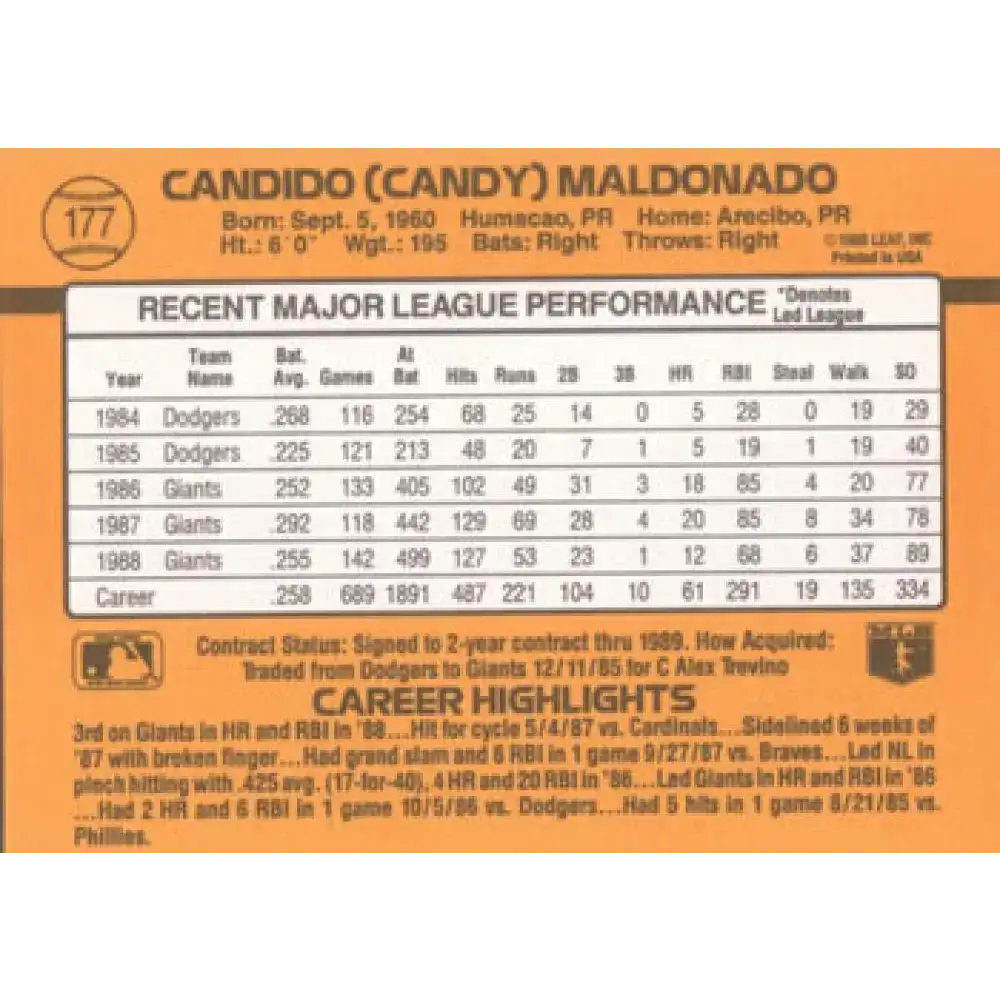 177
CANDIDO (CANDY) MALDONADO
Born: Sept. 5, 1960 Humacao, PR Home: Arecibo, PR
Ht.: 6'0" Wgt.: 195 Bats: Right Throws: Right
© 1988 LEAF, INC.
Printed in USA
RECENT MAJOR LEAGUE PERFORMANCE *Denotes
Led League
Year Team Name Bat. Avg. Games At Bat Hits Runs 2B 3B HR RBI Steal Walk SO
1984 Dodgers .268 116 254 68 25 14 0 5 28 0 19 29
1985 Dodgers .225 121 213 48 20 7 1 5 19 1 19 40
1986 Giants .252 133 405 102 49 31 3 18 85 4 20 77
1987 Giants .292 118 442 129 69 28 4 20 85 8 34 78
1988 Giants .255 142 499 127 53 23 1 12 68 6 37 89
Career .258 689 1891 487 221 104 10 61 291 19 135 334
Contract Status: Signed to 2-year contract thru 1989. How Acquired:
Traded from Dodgers to Giants 12/11/85 for C Alex Trevino
CAREER HIGHLIGHTS
3rd on Giants in HR and RBI in '88...Hit for cycle 5/4/87 vs. Cardinals...Sidelined 6 weeks of
'87 with broken finger...Had grand slam and 6 RBI in 1 game 9/27/87 vs. Braves...Led NL in
pinch hitting with .425 avg. (17-for-40), 4 HR and 20 RBI in '86...Led Giants in HR and RBI in '86
...Had 2 HR and 6 RBI in 1 game 10/5/86 vs. Dodgers...Had 5 hits in 1 game 8/21/85 vs.
Phillies.